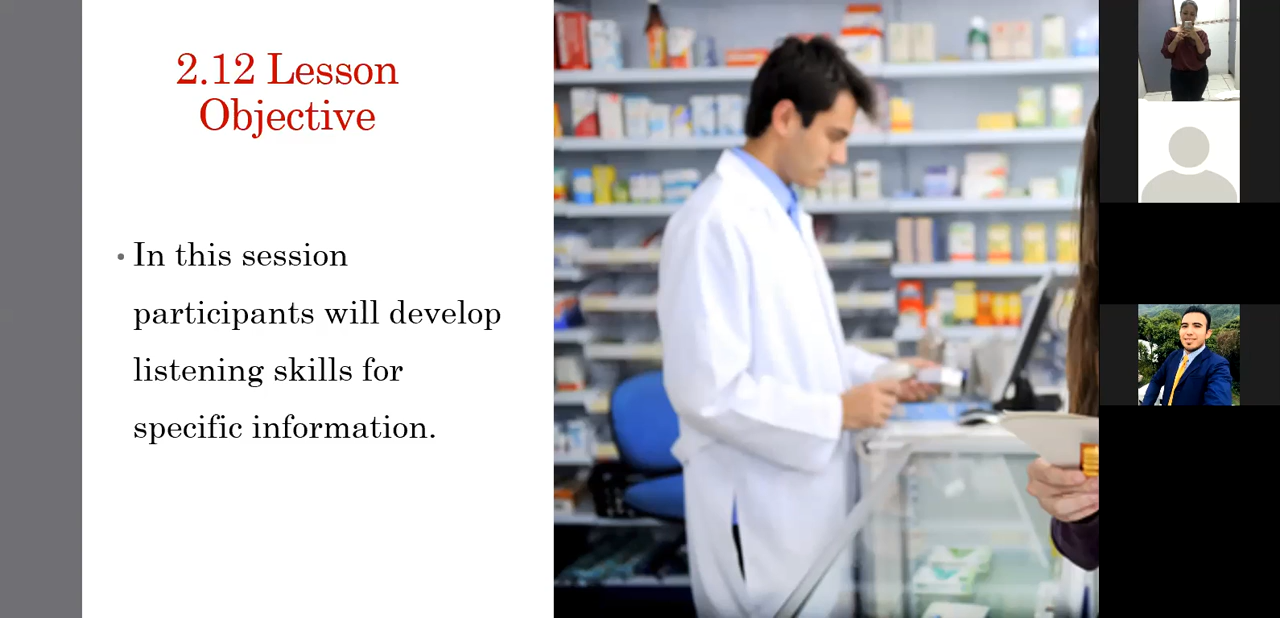 2.12 Lesson
Objective
• In this session
participants will develop
listening skills for
specific information.